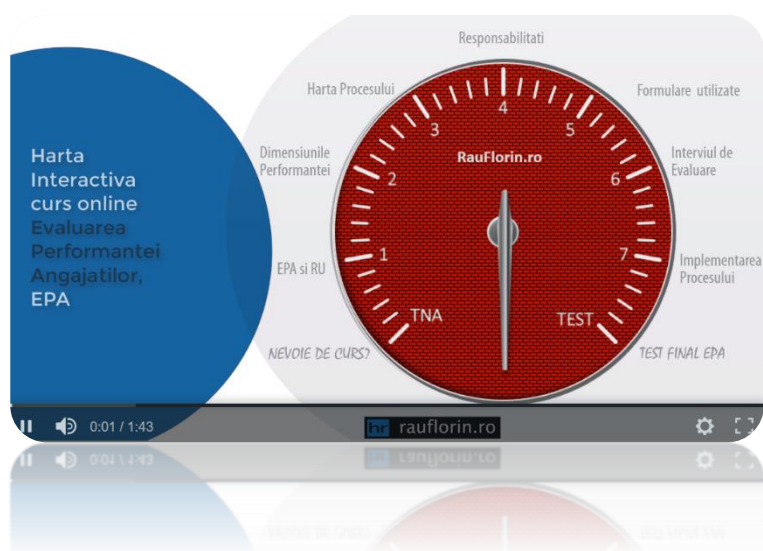 Harta
Interactiva
curs online
Evaluarea
Performantei
Angajatilor,
EPA
Responsabilitati
Harta Procesului
Formulare utilizate
Dimensiunile
Performantei
Interviul de
Evaluare
EPA si RU
Implementarea
Procesului
NEVOIE DE CURS?
TEST FINAL EPA
RauFlorin.ro
TNA
1
2
3
4
5
6
7
TEST
0:01 / 1:43
hr rauflorin.ro